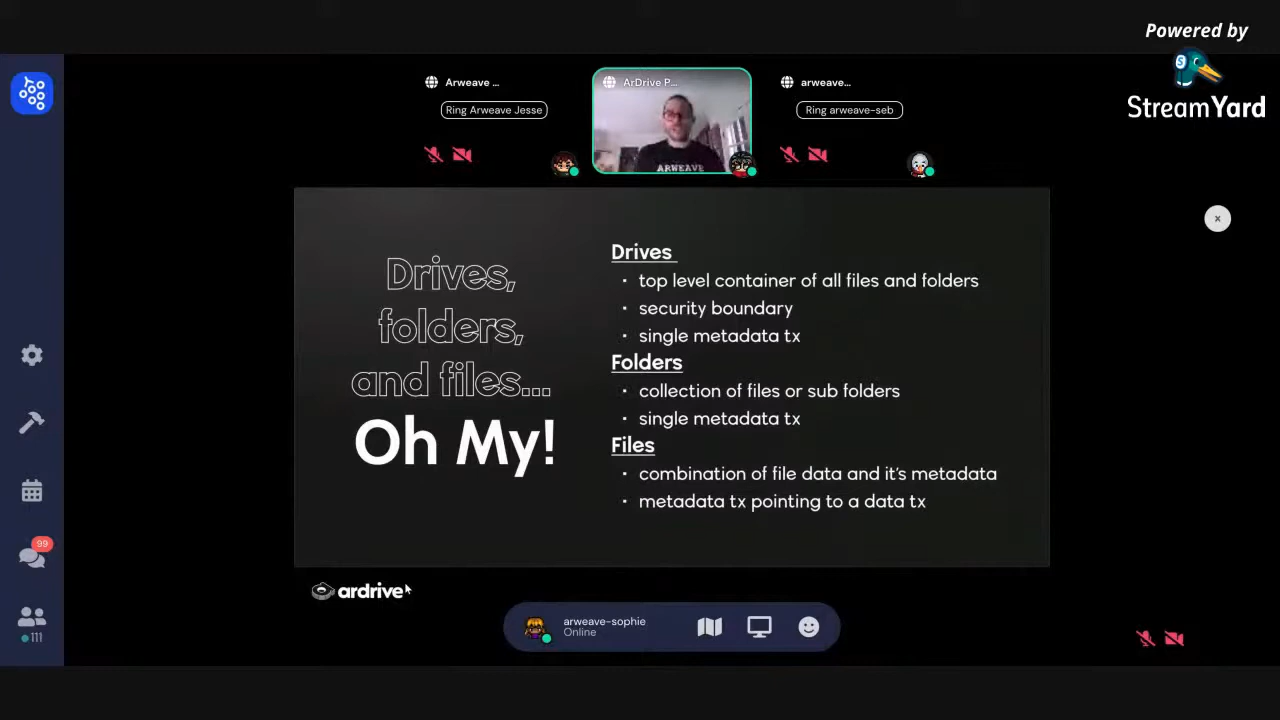 Powered by
StreamYard
Arweave ...
Ring Arweave Jesse
ArDrive P...
ARWEAVE
arweave...
Ring arweave-seb
Drives,
folders,
and files...
Oh My!
Drives
· top level container of all files and folders
· security boundary
· single metadata tx
Folders
· collection of files or sub folders
· single metadata tx
Files
· combination of file data and it's metadata
· metadata tx pointing to a data tx
ardrive
arweave-sophie
Online
99
111